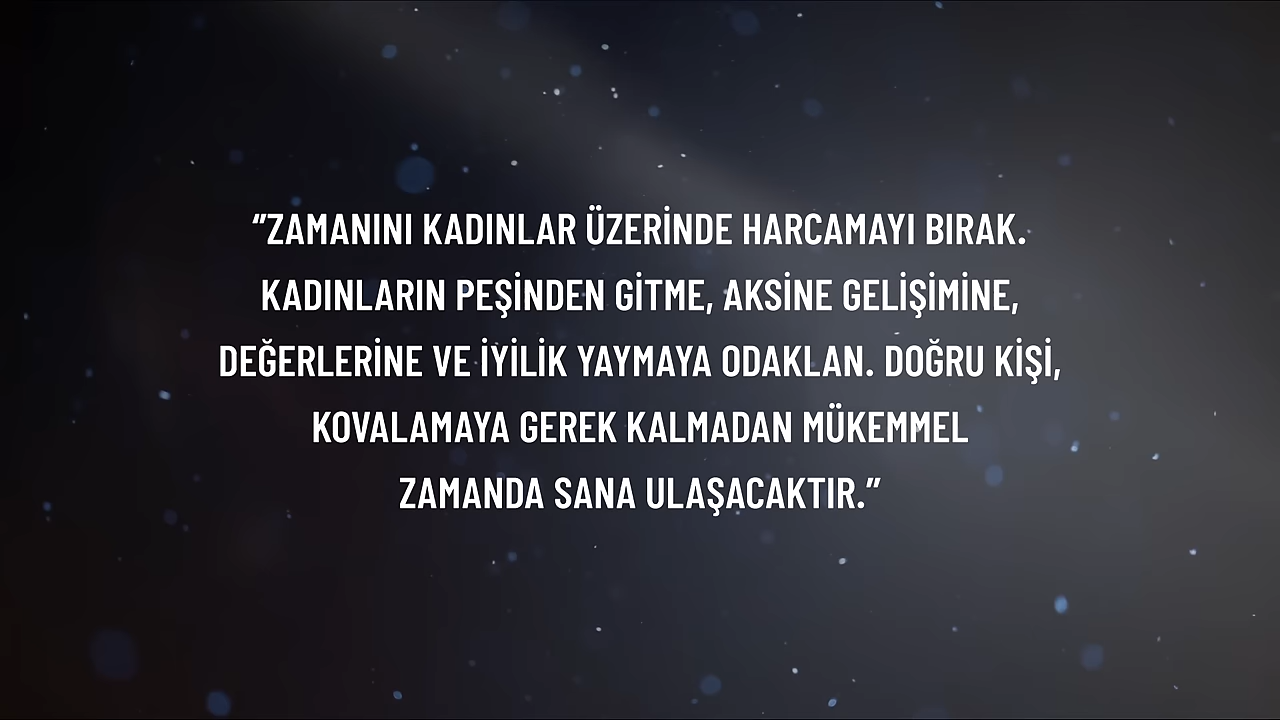 “ZAMANINI KADINLAR ÜZERİNDE HARCAMAYI BIRAK.
KADINLARIN PEŞİNDEN GİTME, AKSİNE GELİŞİMİNE,
DEĞERLERİNE VE İYİLİK YAYMAYA ODAKLAN. DOĞRU KİŞİ,
KOVALAMAYA GEREK KALMADAN MÜKEMMEL
ZAMANDA SANA ULAŞACAKTIR.”